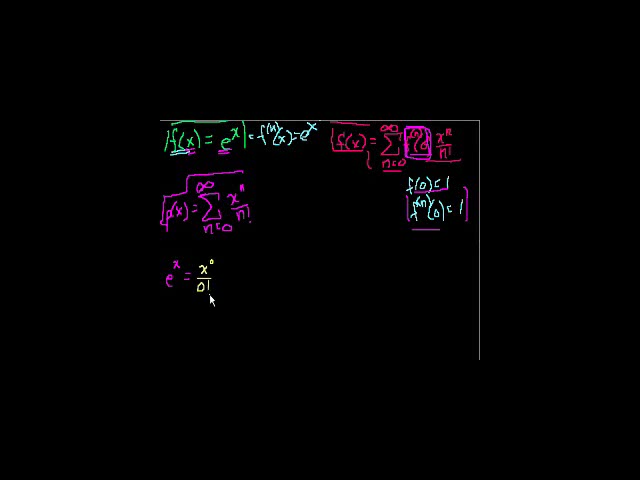 f(x) = e^x = f^(n)(x) = e^x
f(x) = ∑_{n=0}^{∞} f^(n)(0) x^n/n!
f(0) = 1
f^(n)(0) = 1
p(x) = ∑_{n=0}^{∞} x^n/n!
e^x = x^0/0!